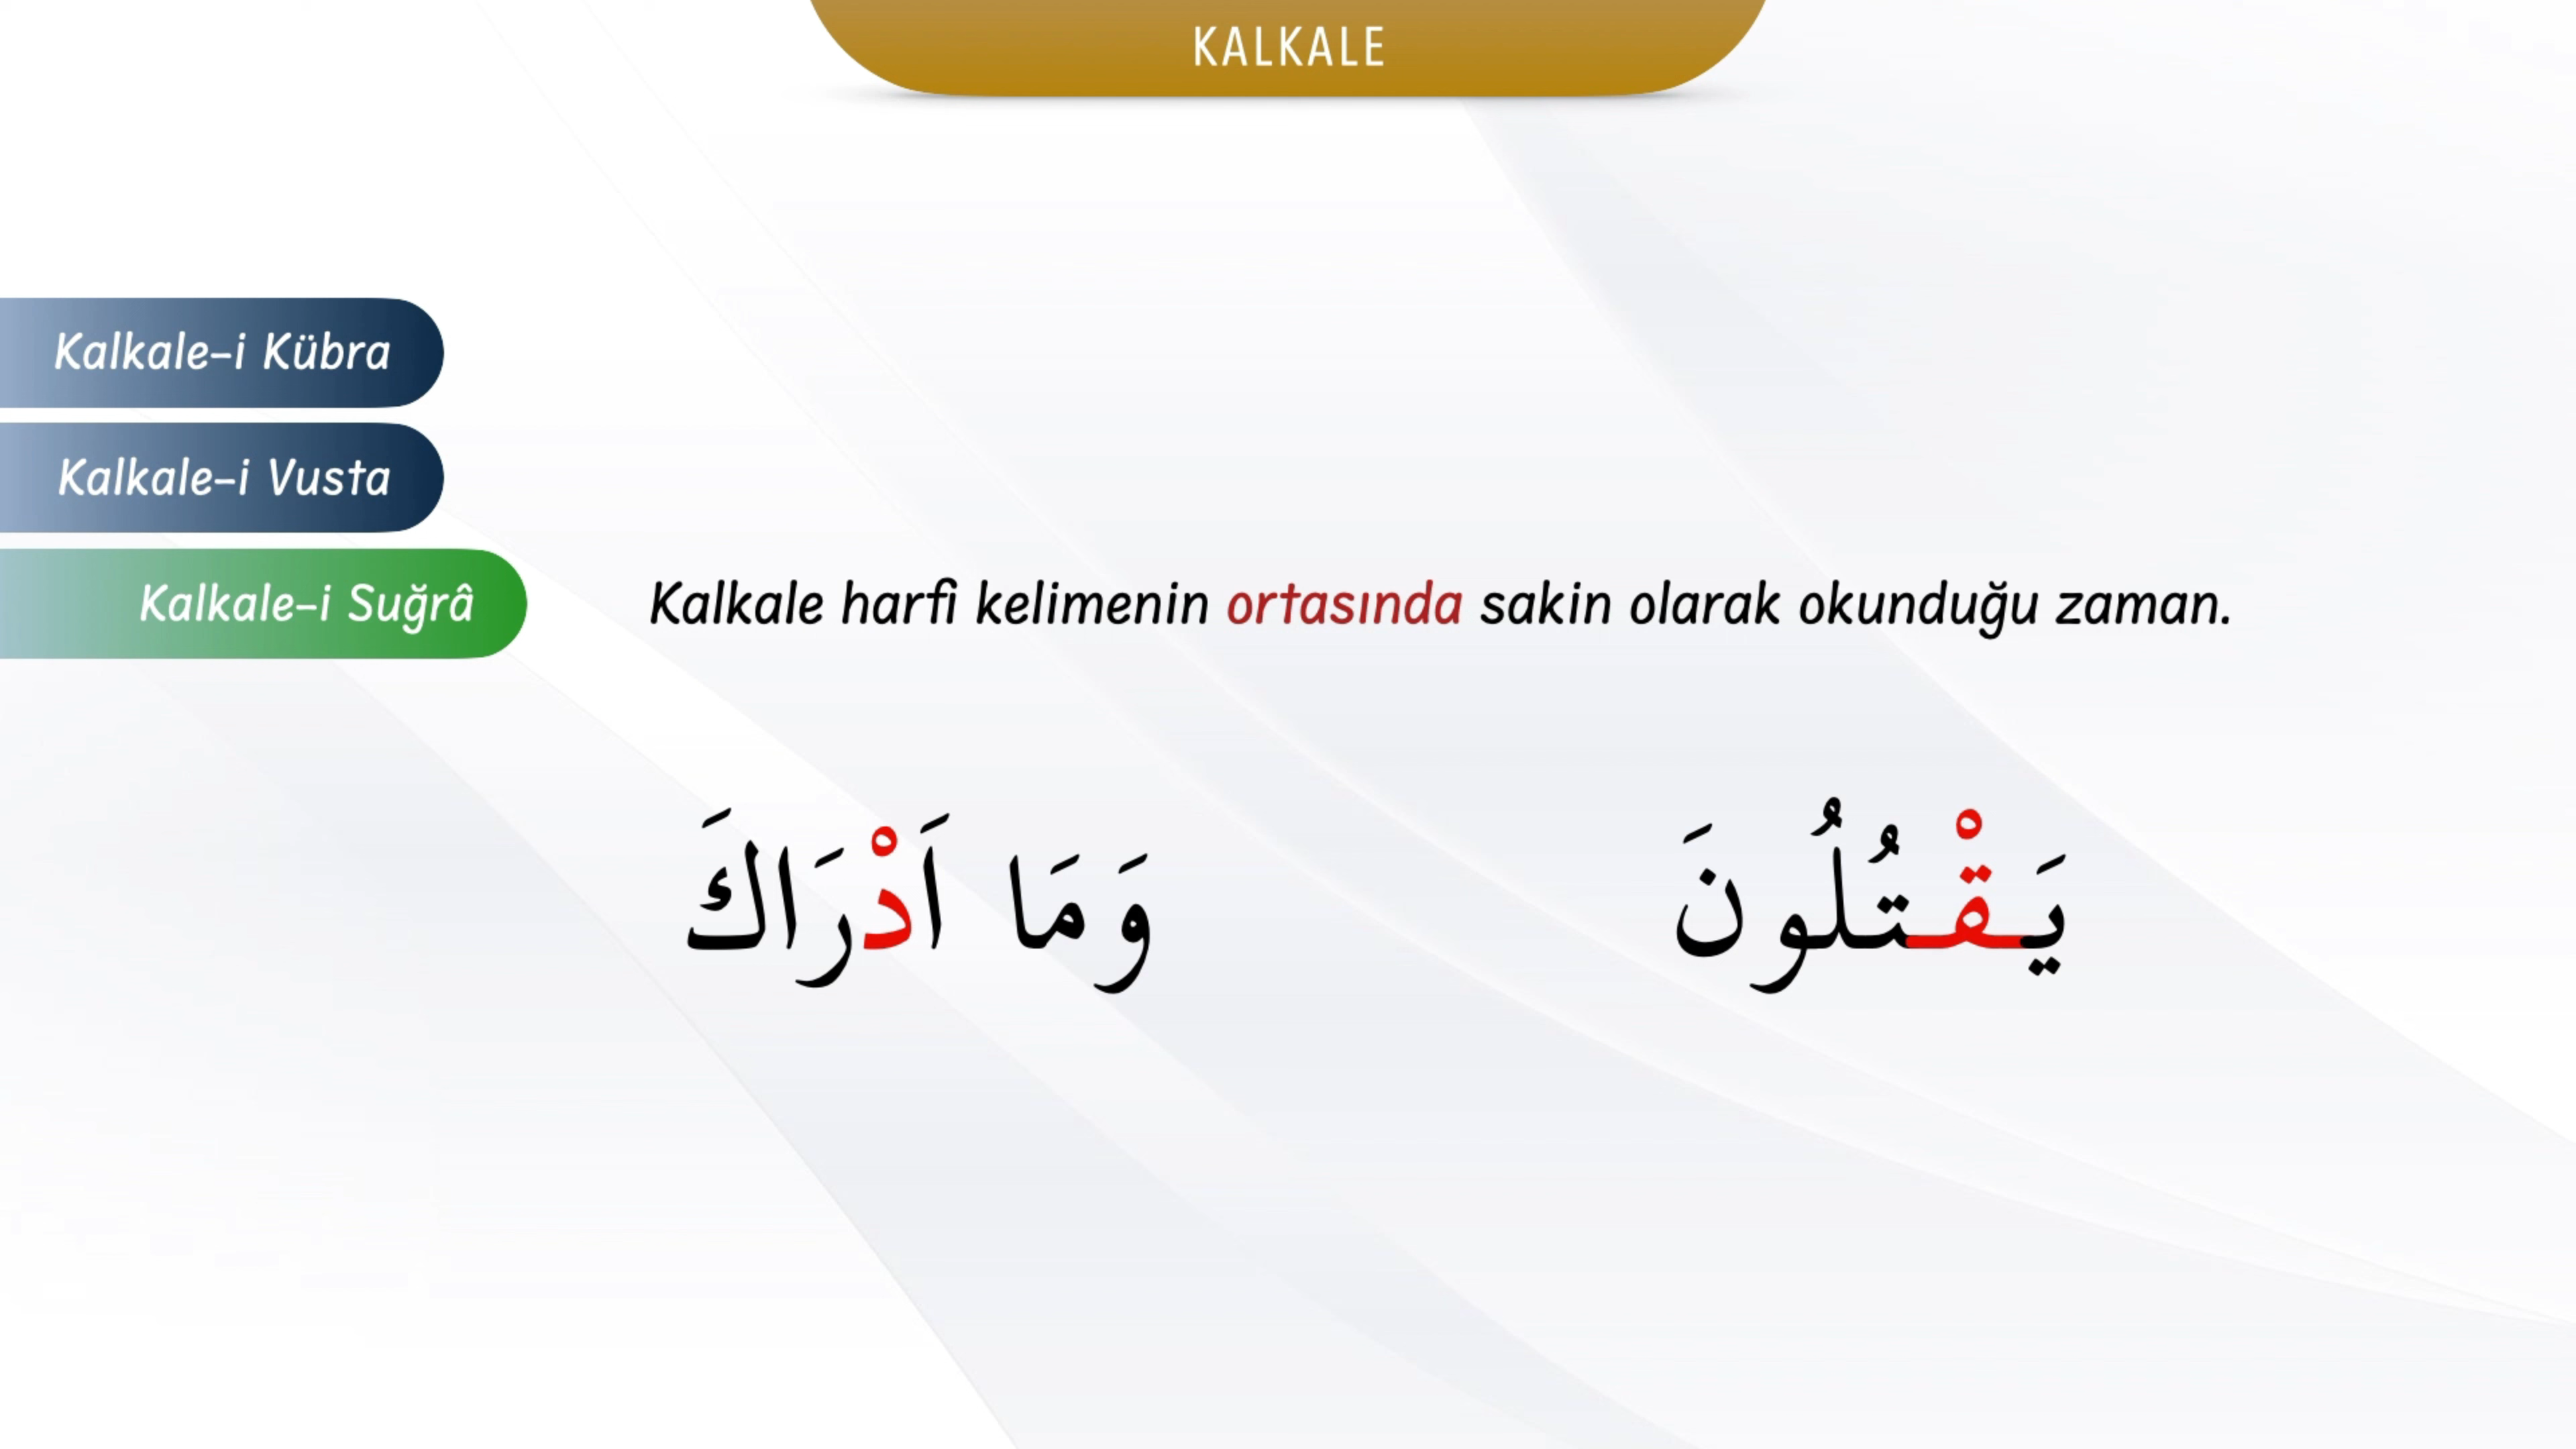 KALKALE
Kalkale-i Kübra
Kalkale-i Vusta
Kalkale-i Suğrâ
Kalkale harfi kelimenin ortasında sakin olarak okunduğu zaman.
يَقْتُلُونَ
وَمَا اَدْرَاكَ